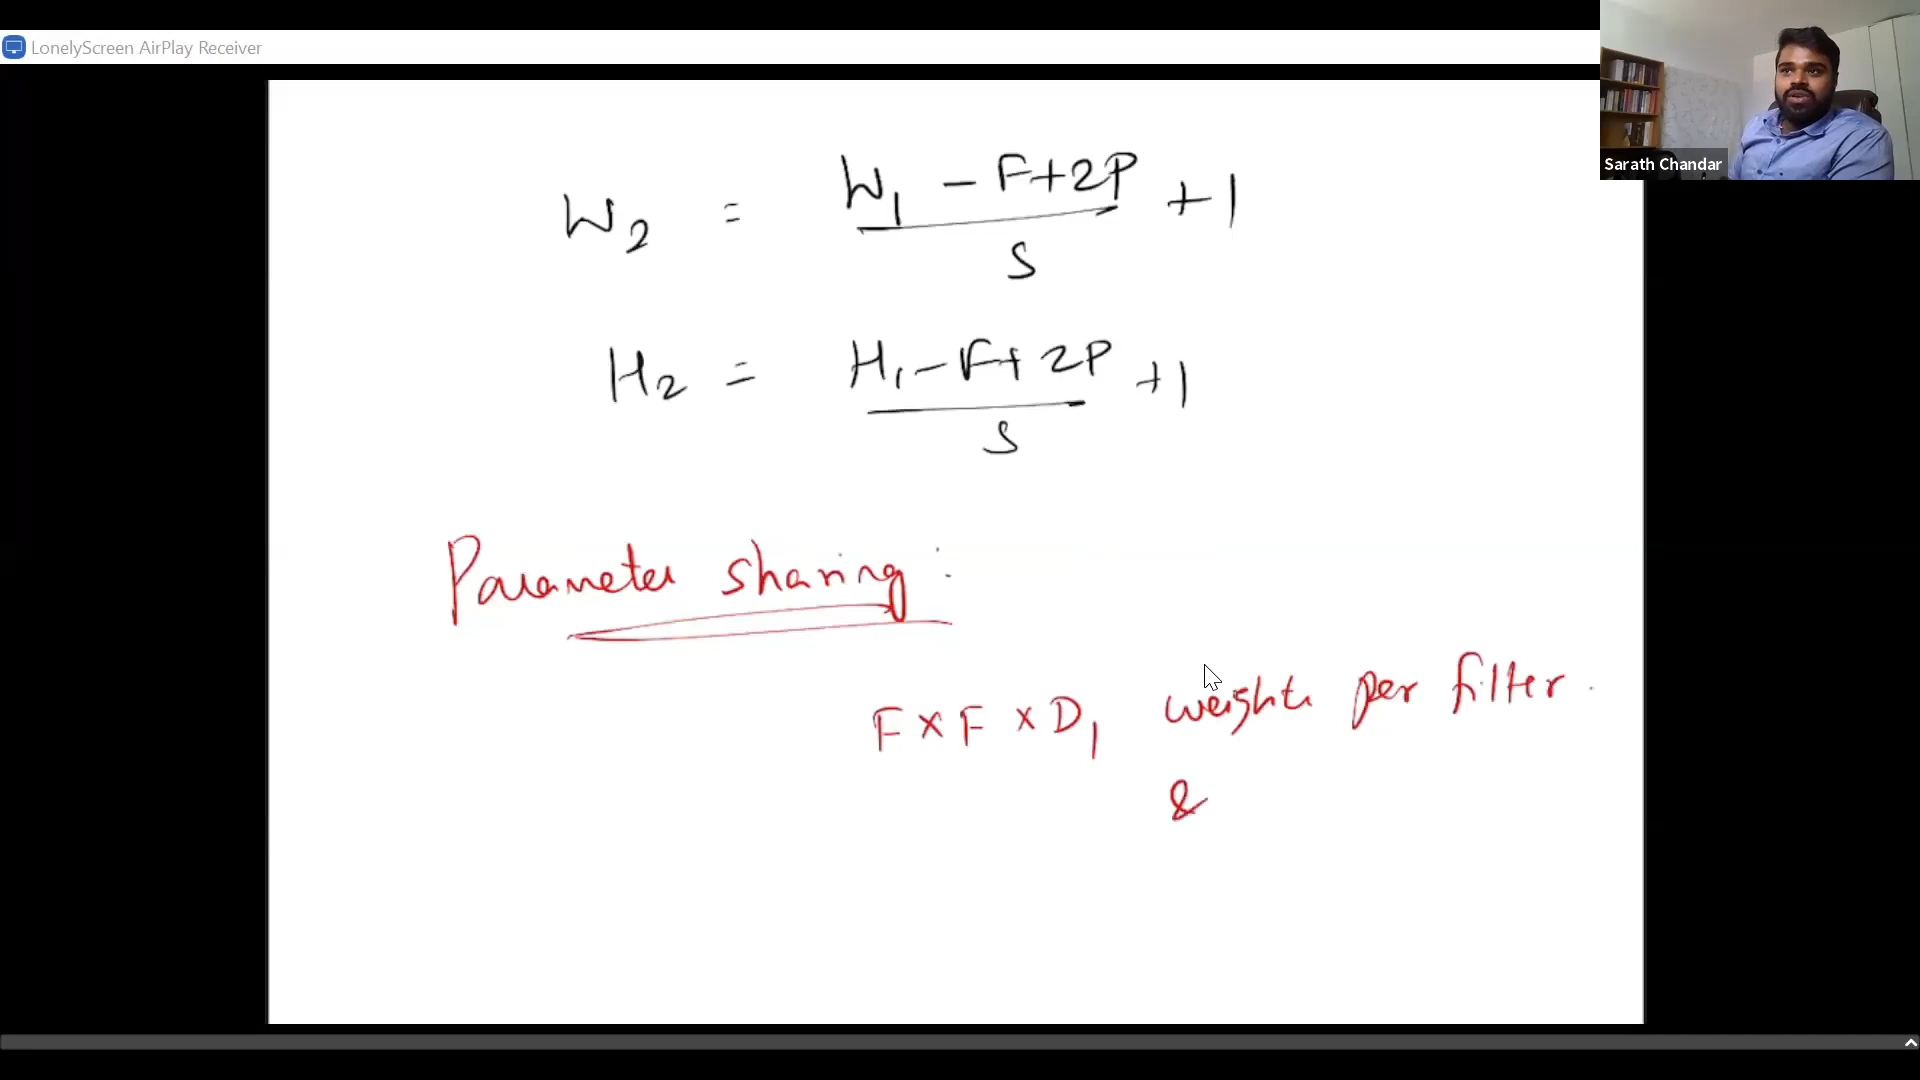 LonelyScreen AirPlay Receiver
Sarath Chandar
W₂ = (W₁ - F+2P)/S + 1
H₂ = (H₁ - F+2P)/S + 1
Parameter sharing :
F × F × D₁ weights per filter.
&